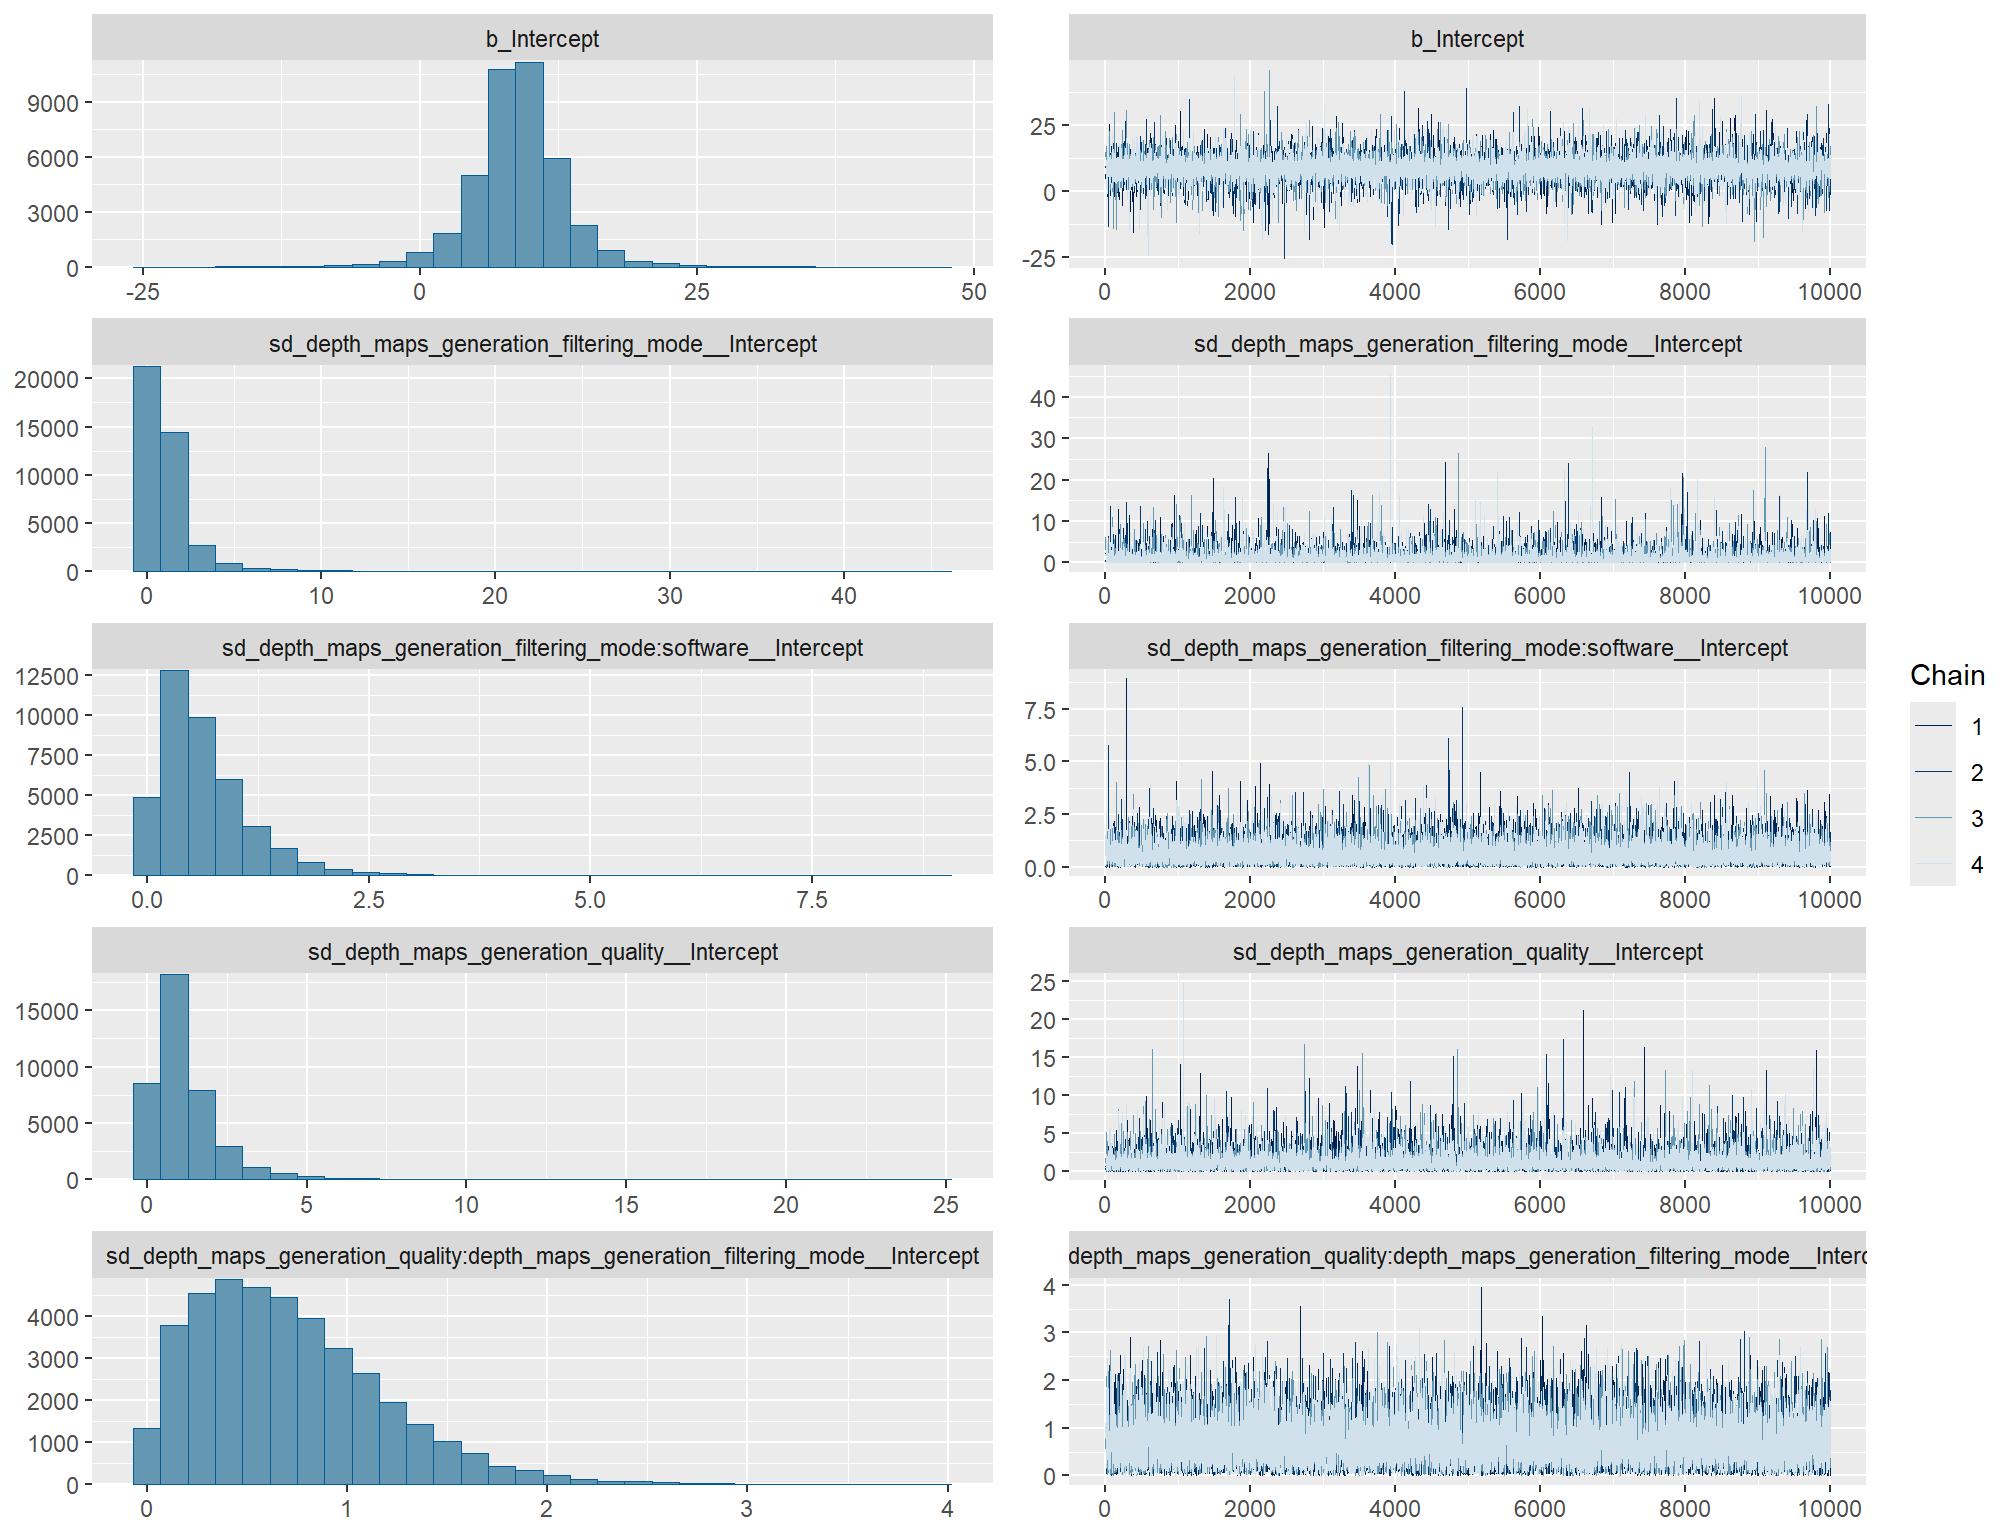 b_Intercept
b_Intercept
9000
6000
3000
0
-25 0 25 50
25
0
-25
0 2000 4000 6000 8000 10000
sd_depth_maps_generation_filtering_mode__Intercept
sd_depth_maps_generation_filtering_mode__Intercept
20000
15000
10000
5000
0
0 10 20 30 40
40
30
20
10
0
0 2000 4000 6000 8000 10000
sd_depth_maps_generation_filtering_mode:software__Intercept
sd_depth_maps_generation_filtering_mode:software__Intercept
12500
10000
7500
5000
2500
0
0.0 2.5 5.0 7.5
7.5
5.0
2.5
0.0
0 2000 4000 6000 8000 10000
Chain
1
2
3
4
sd_depth_maps_generation_quality__Intercept
sd_depth_maps_generation_quality__Intercept
15000
10000
5000
0
0 5 10 15 20 25
25
20
15
10
5
0
0 2000 4000 6000 8000 10000
sd_depth_maps_generation_quality:depth_maps_generation_filtering_mode__Intercept
depth_maps_generation_quality:depth_maps_generation_filtering_mode__Interc
4000
3000
2000
1000
0
0 1 2 3 4
4
3
2
1
0
0 2000 4000 6000 8000 10000